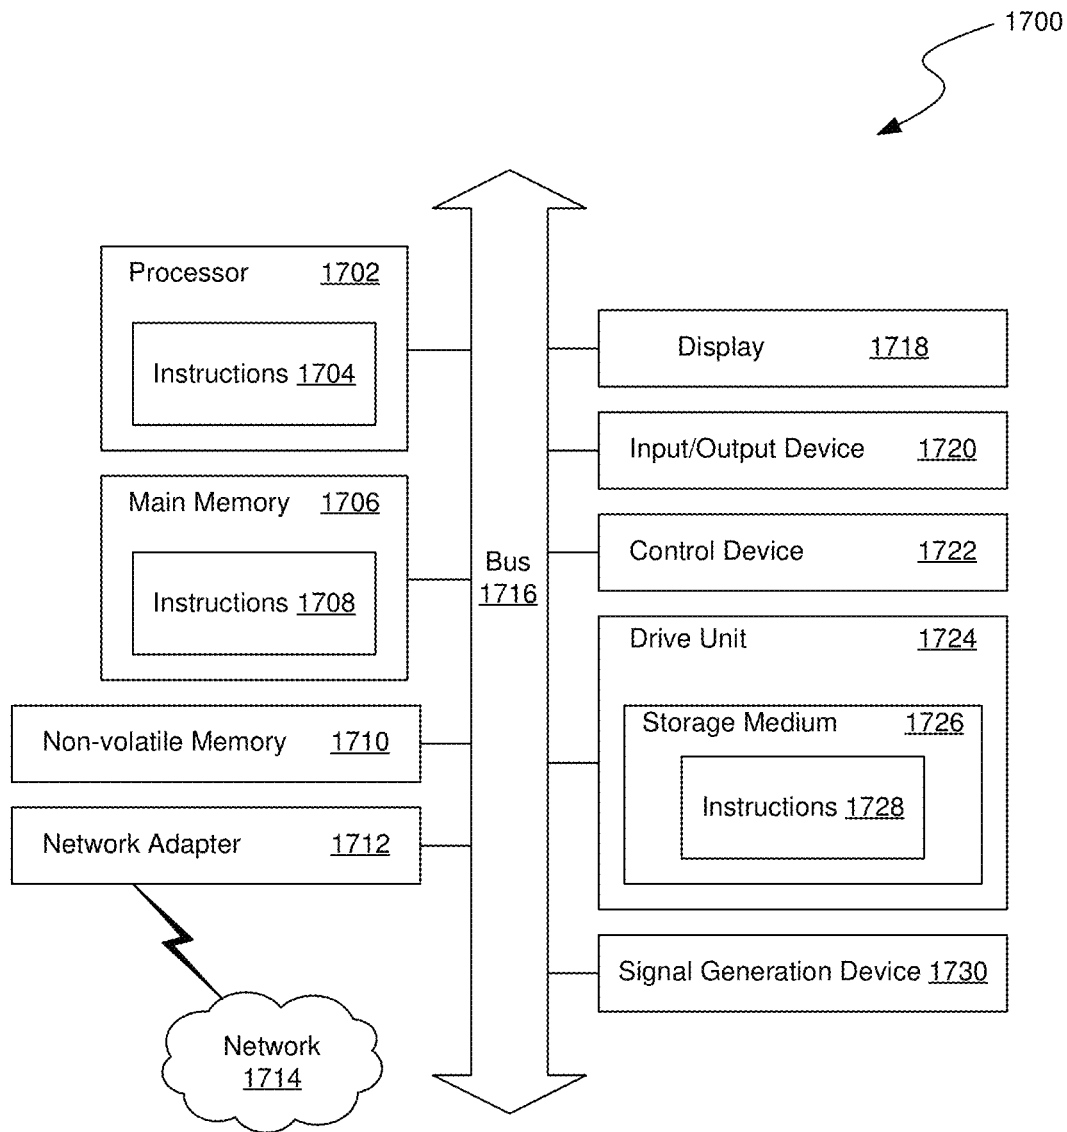 1700
Processor 1702
Instructions 1704
Main Memory 1706
Instructions 1708
Non-volatile Memory 1710
Network Adapter 1712
Network
1714
Bus
1716
Display 1718
Input/Output Device 1720
Control Device 1722
Drive Unit 1724
Storage Medium 1726
Instructions 1728
Signal Generation Device 1730